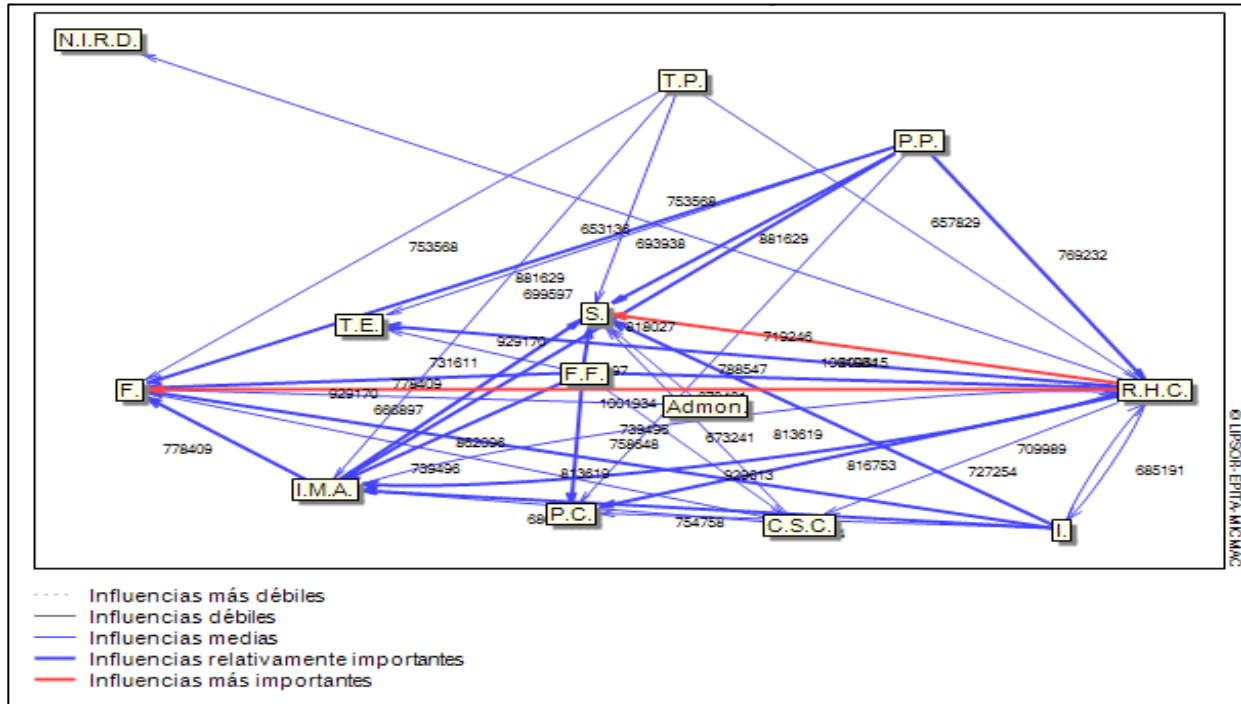 N.I.R.D.
T.P.
P.P.
753568
657829
653138
693938
881629
753568
769232
881629
699597
T.E.
S.
818027
719246
929170
731611
788547
F.F.
779409
F.
929170
666897
1001934
Admon.
R.H.C.
739496
758648
673241
862096
813619
709989
778409
739496
813619
929613
816753
727254
685191
I.M.A.
P.C.
754758
C.S.C.
I.
© LIPSOR-EPITA-MICMAC
Influencias más débiles
Influencias débiles
Influencias medias
Influencias relativamente importantes
Influencias más importantes